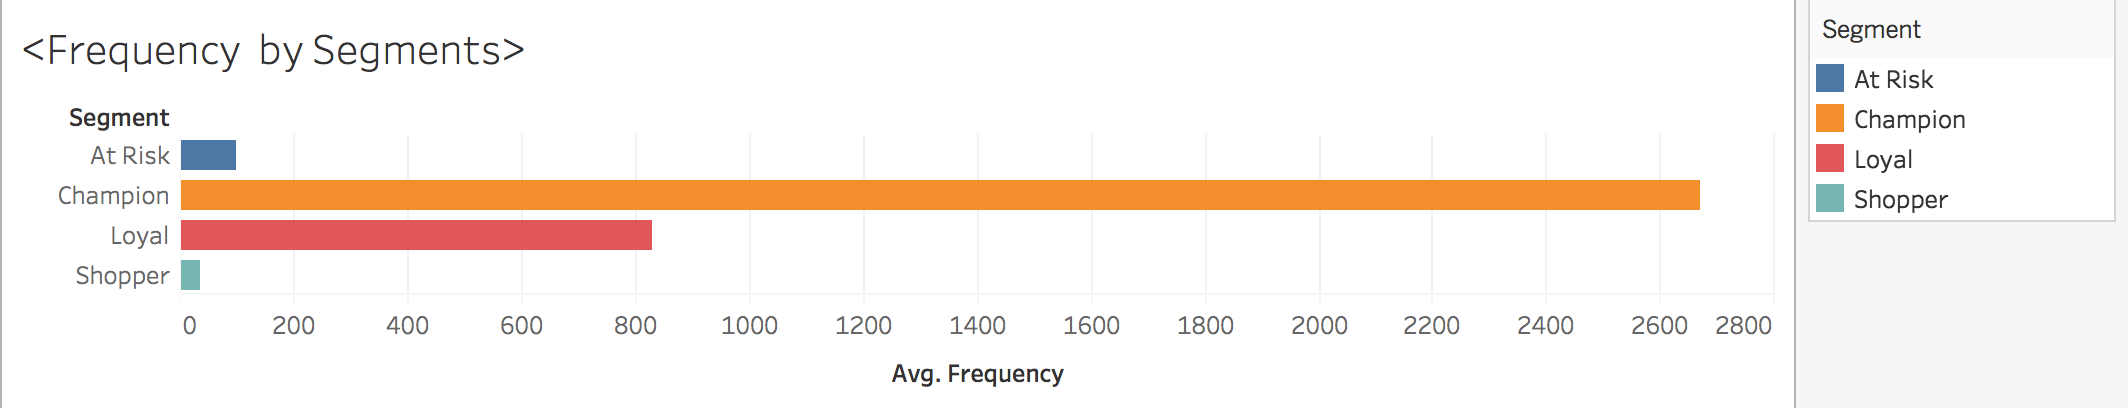 <Frequency by Segments>
Segment
At Risk
Champion
Loyal
Shopper
0 200 400 600 800 1000 1200 1400 1600 1800 2000 2200 2400 2600 2800
Avg. Frequency
Segment
At Risk
Champion
Loyal
Shopper